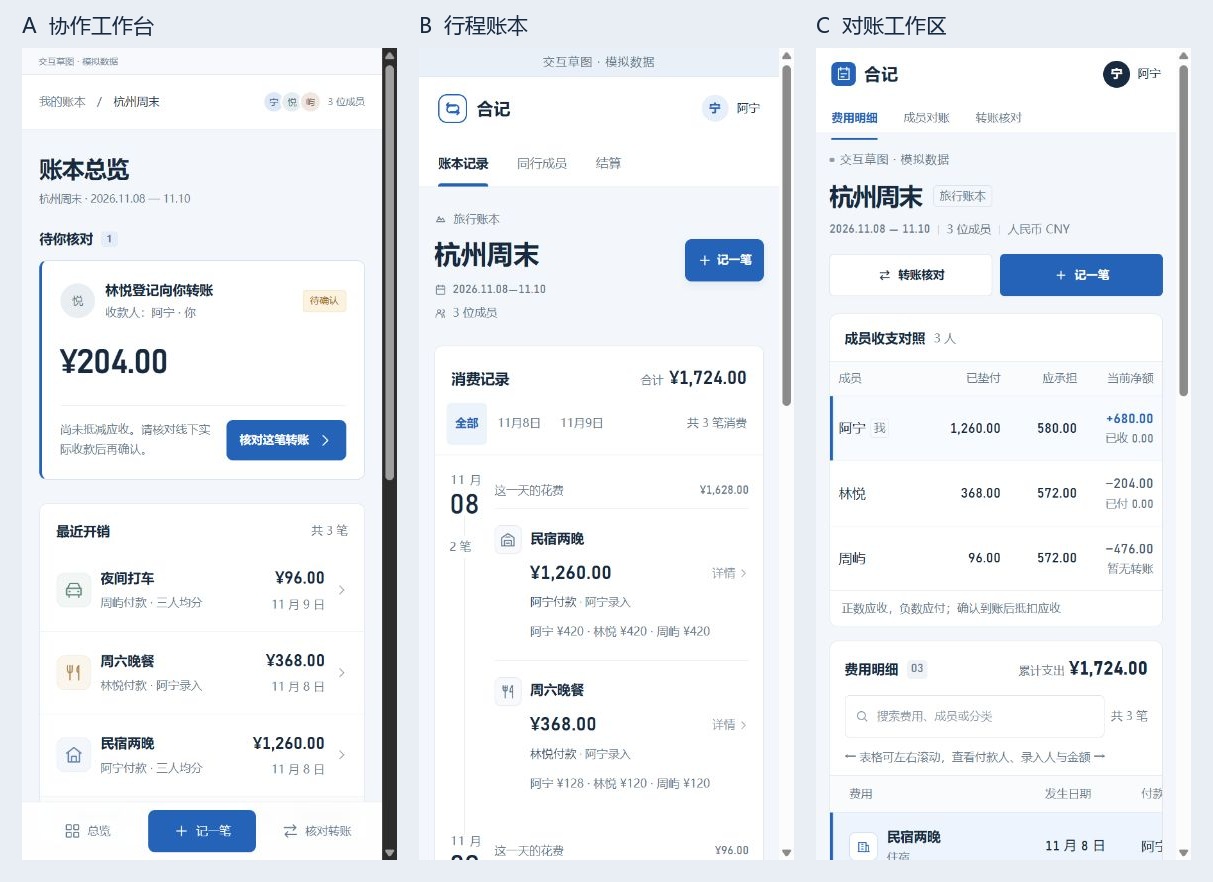 A 协作工作台
交互草图 · 模拟数据
我的账本 / 杭州周末
宁 悦 屿 3 位成员
账本总览
杭州周末 · 2026.11.08 — 11.10
待你核对 1
悦
林悦登记向你转账
收款人：阿宁 · 你
待确认
¥204.00
尚未抵减应收。请核对线下实
际收款后再确认。
核对这笔转账
最近开销
共 3 笔
夜间打车
¥96.00
周屿付款 · 三人均分
11 月 9 日
周六晚餐
¥368.00
林悦付款 · 阿宁录入
11 月 8 日
民宿两晚
¥1,260.00
阿宁付款 · 三人均分
11 月 8 日
总览
+ 记一笔
核对转账
B 行程账本
交互草图 · 模拟数据
合记
宁 阿宁
账本记录 同行成员 结算
旅行账本
杭州周末
+ 记一笔
2026.11.08—11.10
3 位成员
消费记录
合计 ¥1,724.00
全部 11月8日 11月9日
共 3 笔消费
11 月
08
2 笔
这一天的花费
¥1,628.00
民宿两晚
¥1,260.00
详情
阿宁付款 · 阿宁录入
阿宁 ¥420 · 林悦 ¥420 · 周屿 ¥420
周六晚餐
¥368.00
详情
林悦付款 · 阿宁录入
阿宁 ¥128 · 林悦 ¥120 · 周屿 ¥120
11 月
这一天的花费
¥96.00
C 对账工作区
合记
宁 阿宁
费用明细 成员对账 转账核对
交互草图 · 模拟数据
杭州周末 旅行账本
2026.11.08 — 11.10 | 3 位成员 | 人民币 CNY
转账核对
+ 记一笔
成员收支对照 3 人
成员 已垫付 应承担 当前净额
阿宁 我 1,260.00 580.00 +680.00
已收 0.00
林悦 368.00 572.00 −204.00
已付 0.00
周屿 96.00 572.00 −476.00
暂无转账
正数应收，负数应付；确认到账后抵扣应收
费用明细 03
累计支出 ¥1,724.00
搜索费用、成员或分类
共 3 笔
← 表格可左右滚动，查看付款人、录入人与金额 →
费用 发生日期 付款
民宿两晚
住宿
11 月 8 日
阿宁